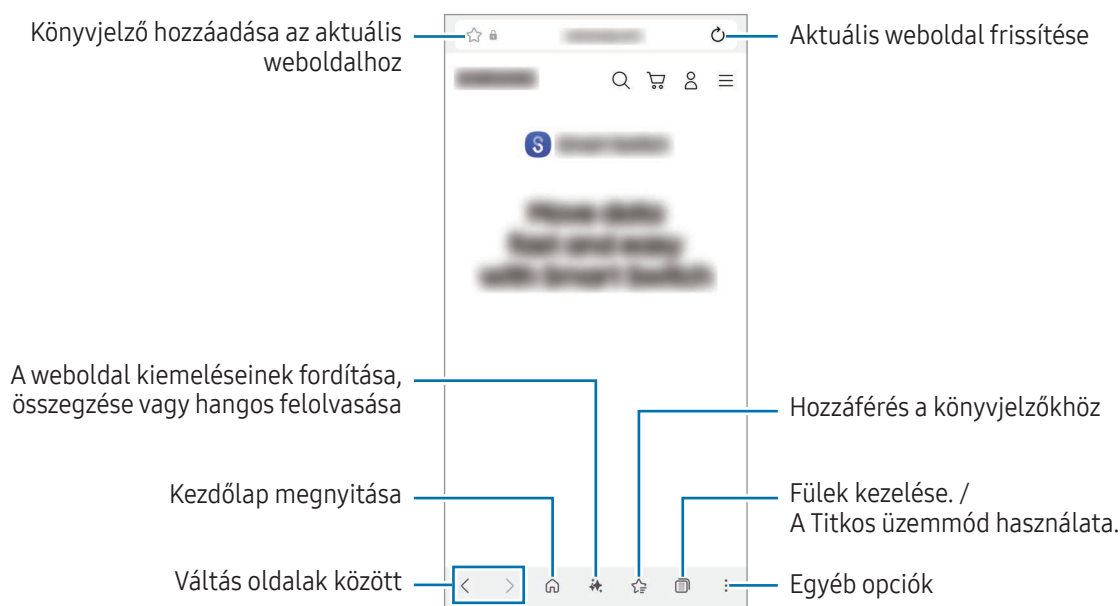 Könyvjelző hozzáadása az aktuális
weboldalhoz
Aktuális weboldal frissítése
A weboldal kiemeléseinek fordítása,
összegzése vagy hangos felolvasása
Hozzáférés a könyvjelzőkhöz
Kezdőlap megnyitása
Fülek kezelése. /
A Titkos üzemmód használata.
Váltás oldalak között
Egyéb opciók